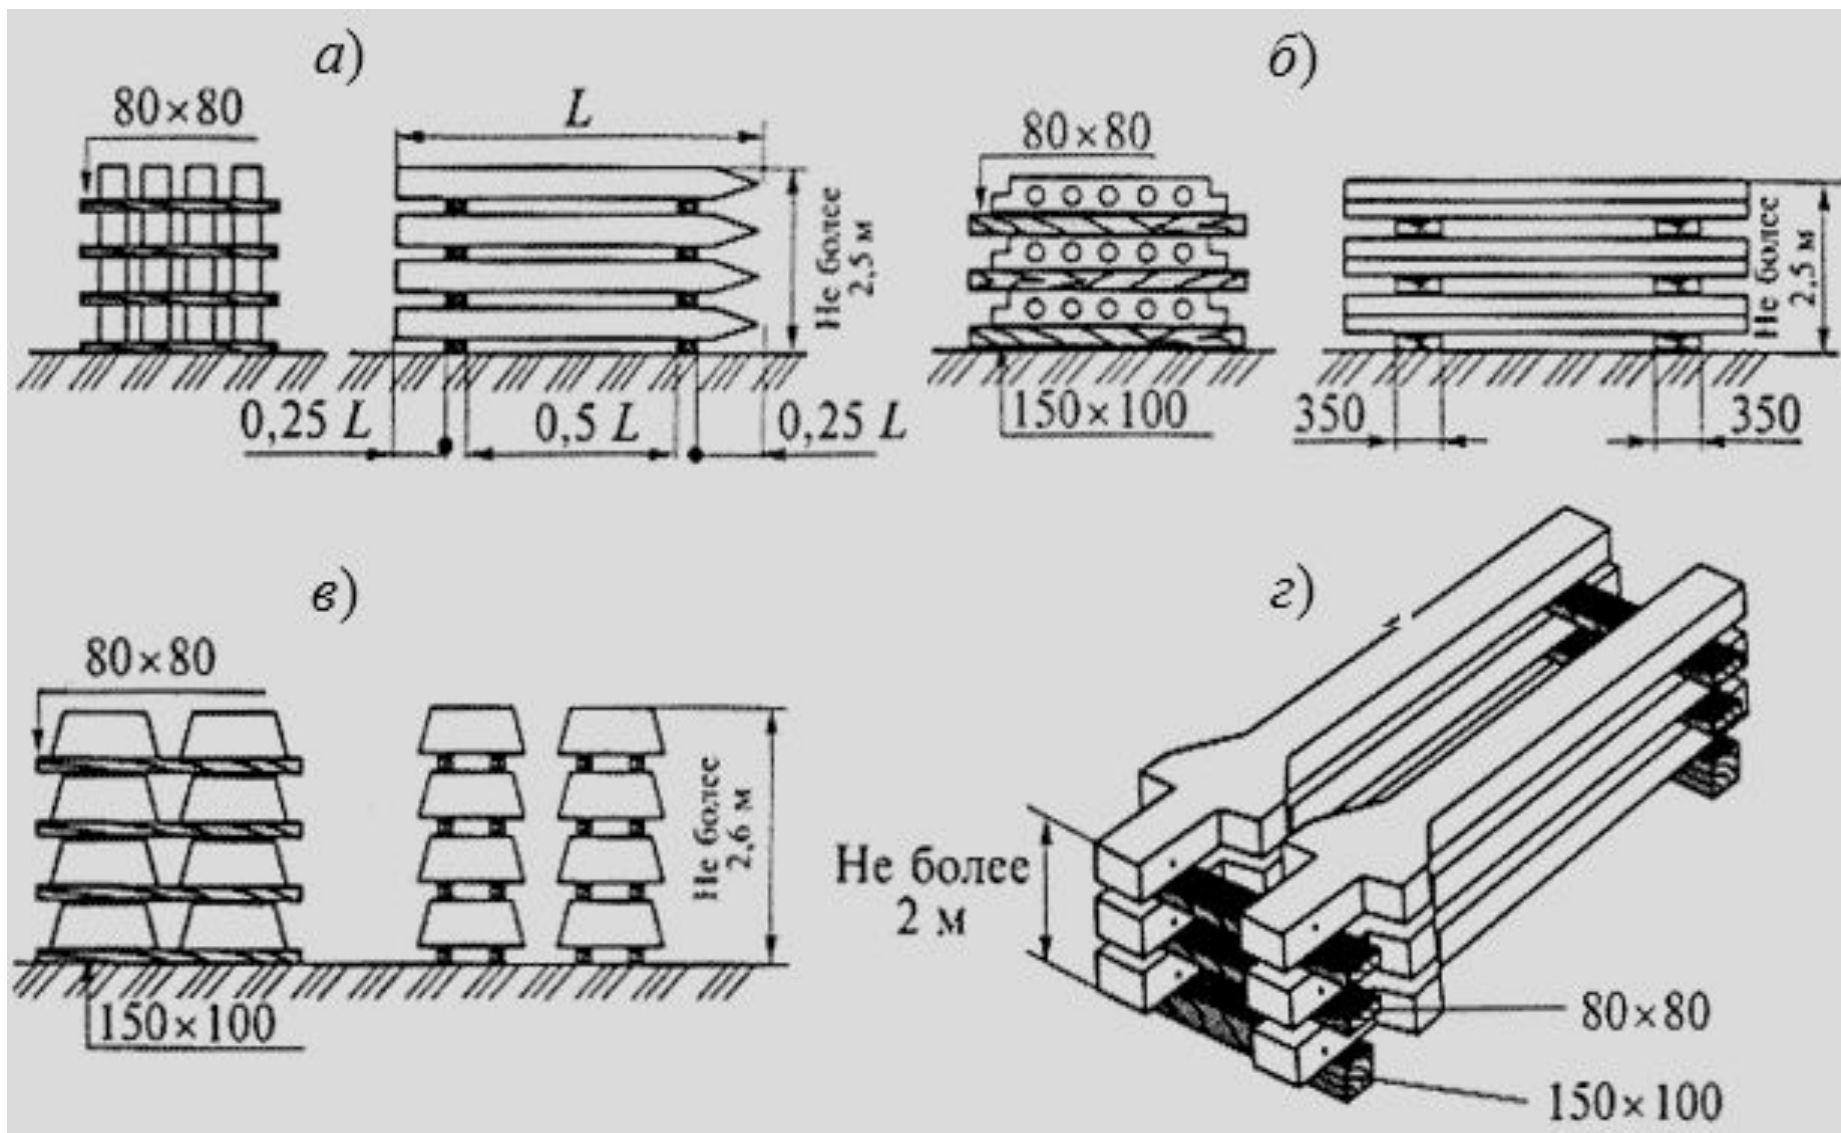 а)
80×80
L
Не более
2,5 м
0,25 L
0,5 L
0,25 L
б)
80×80
Не более
2,5 м
150×100
350
350
в)
80×80
Не более
2,6 м
150×100
г)
Не более
2 м
80×80
150×100